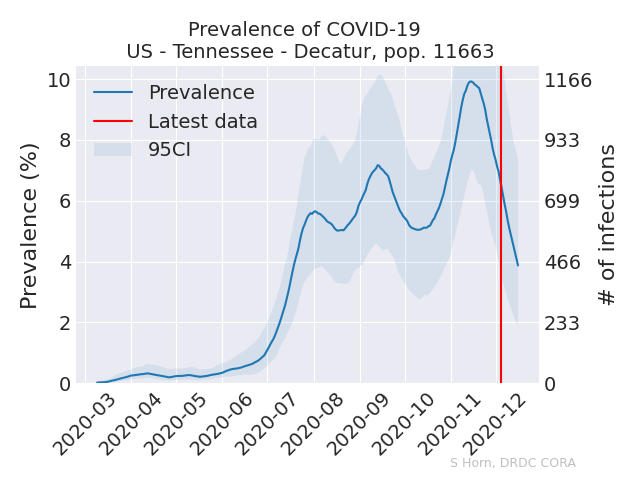 Prevalence of COVID-19
US - Tennessee - Decatur, pop. 11663
Prevalence (%)
10
8
6
4
2
0
Prevalence
Latest data
95CI
1166
933
699
466
233
0
# of infections
2020-03
2020-04
2020-05
2020-06
2020-07
2020-08
2020-09
2020-10
2020-11
2020-12
S Horn, DRDC CORA